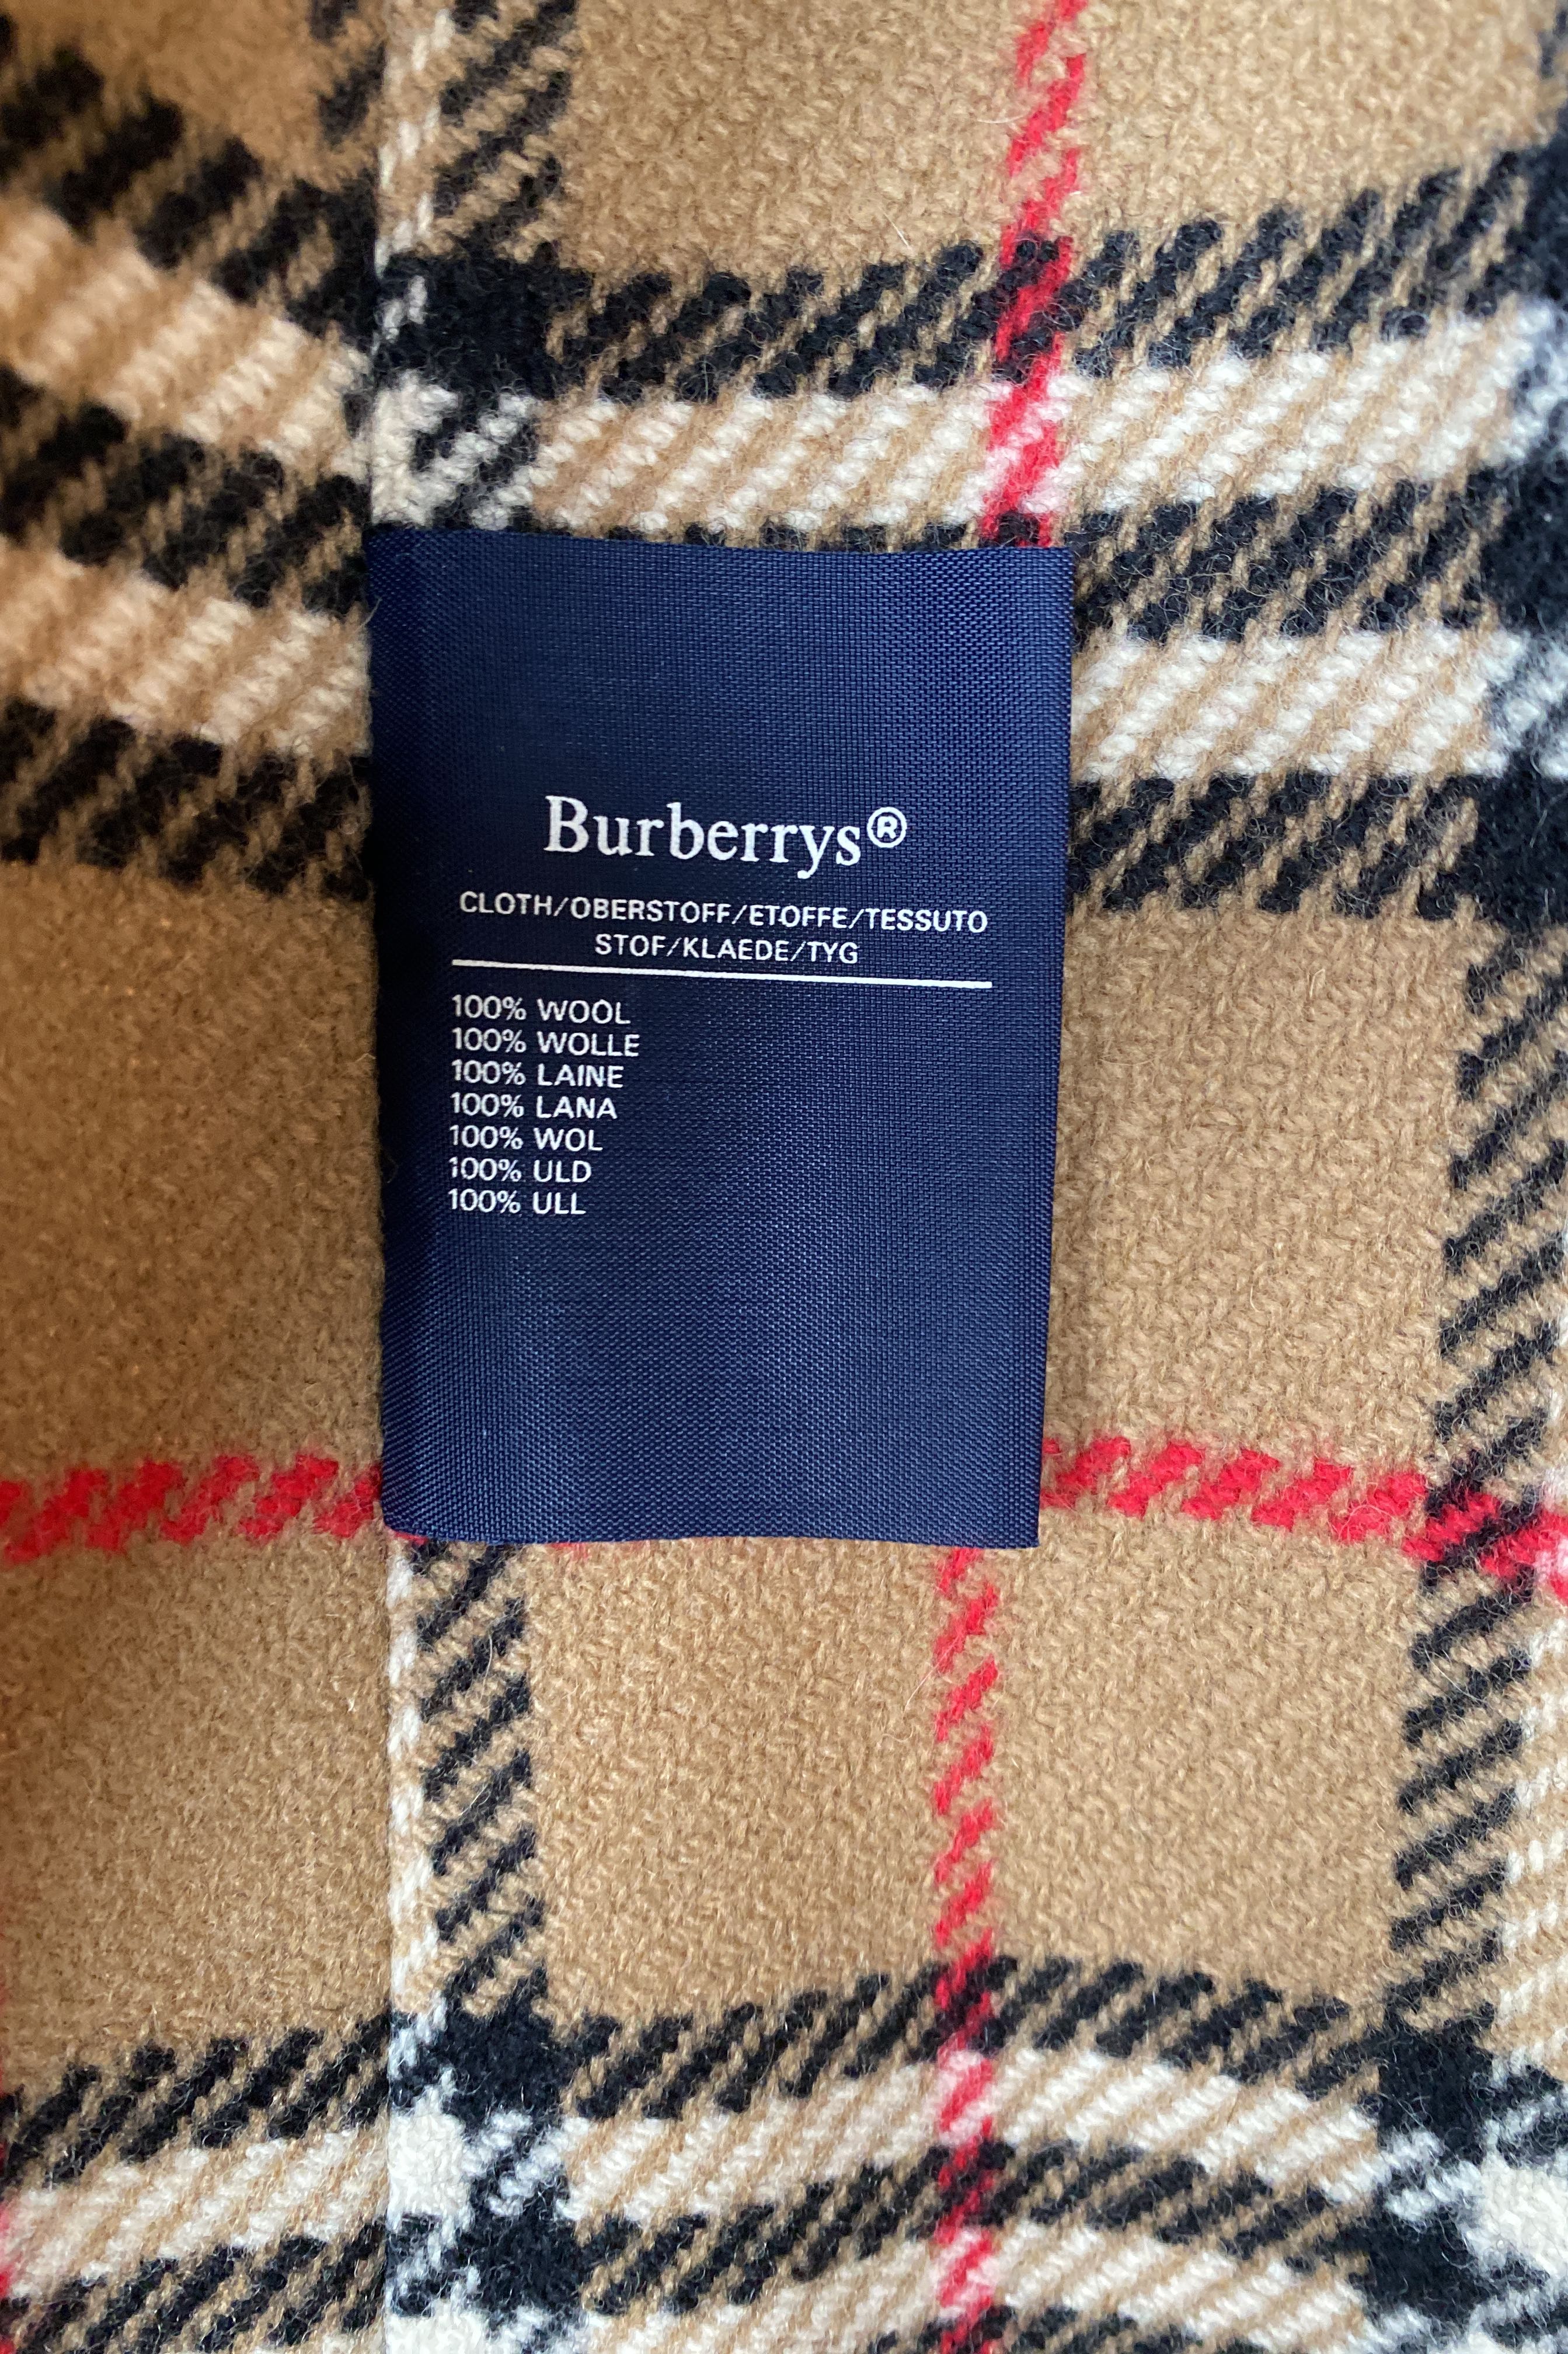 Burberrys®
CLOTH/OBERSTOFF/ETOFFE/TESSUTO
STOF/KLAEDE/TYG
100% WOOL
100% WOLLE
100% LAINE
100% LANA
100% WOL
100% ULD
100% ULL